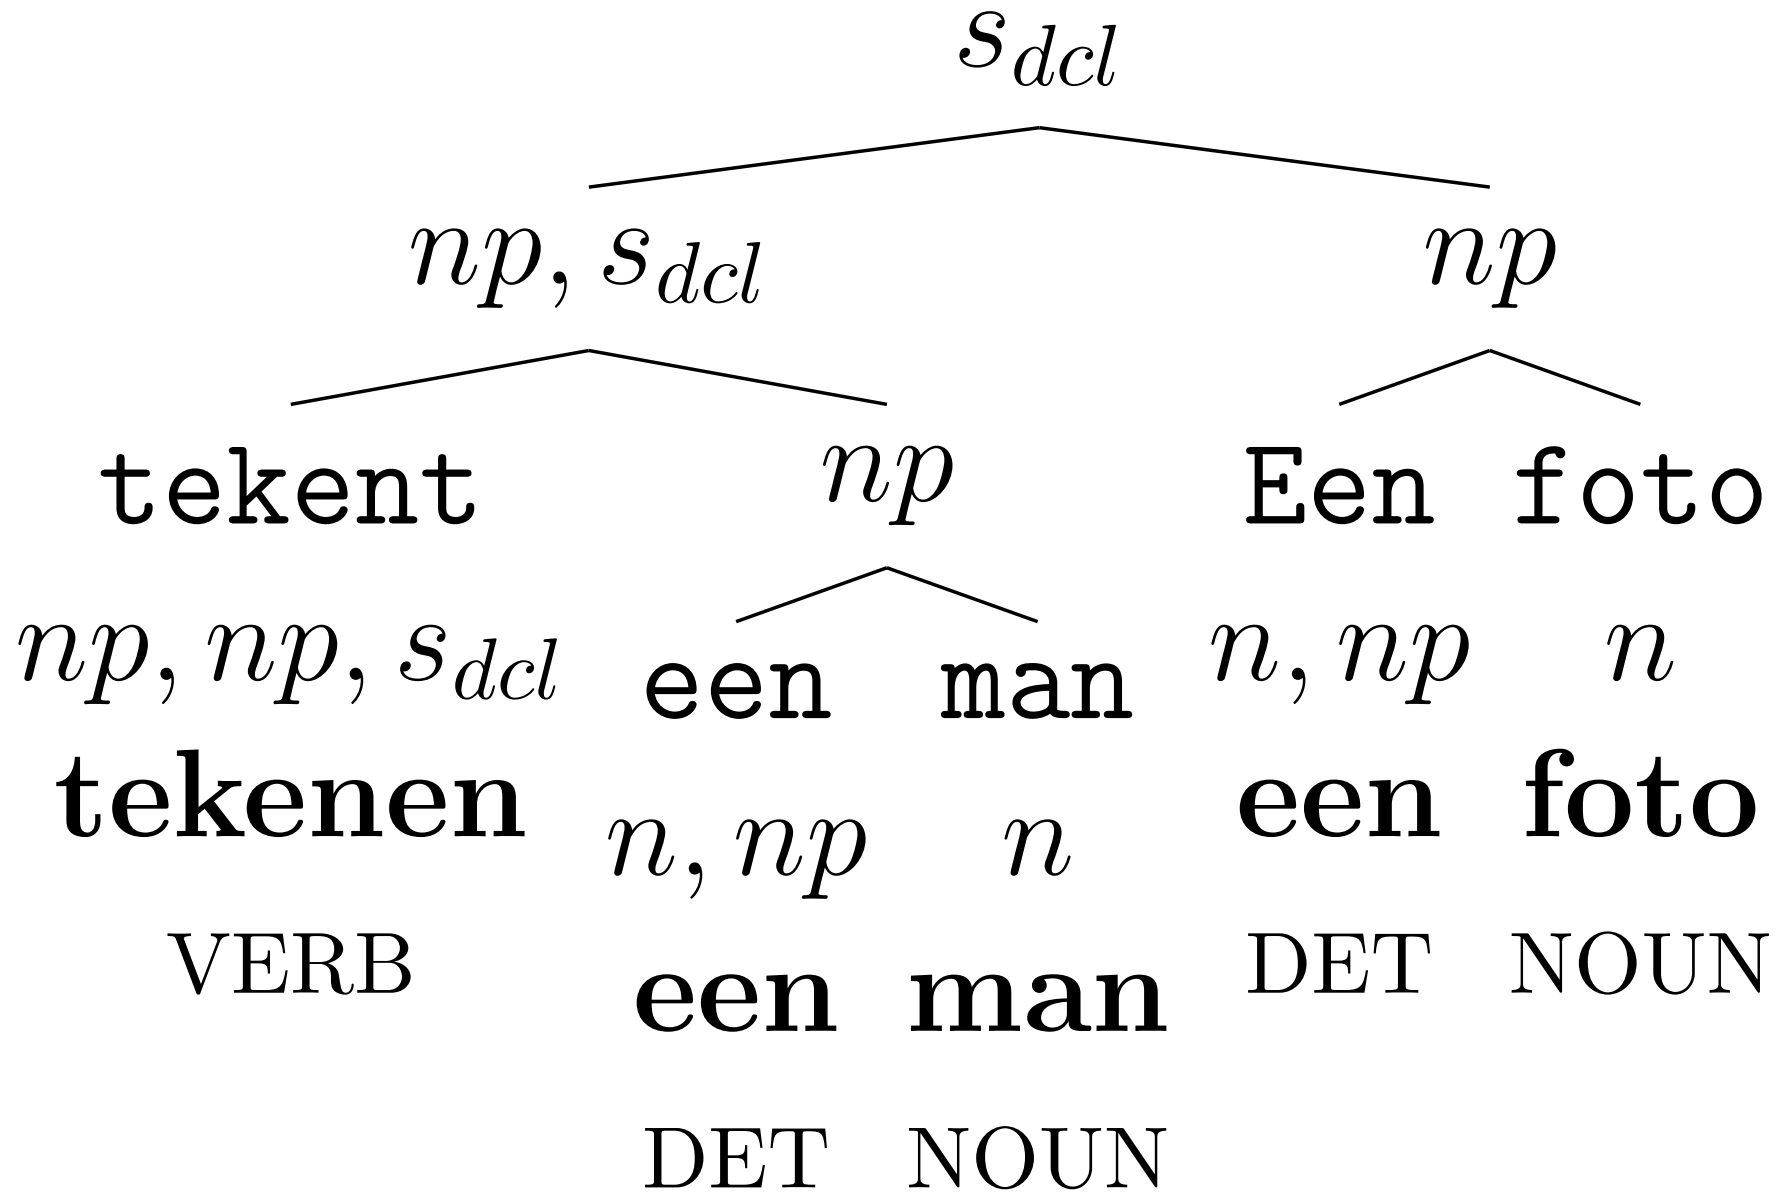 s_dcl
np, s_dcl np
tekent np Een foto
np, np, s_dcl een man n, np n
tekenen n, np n een foto
VERB een man DET NOUN
DET NOUN